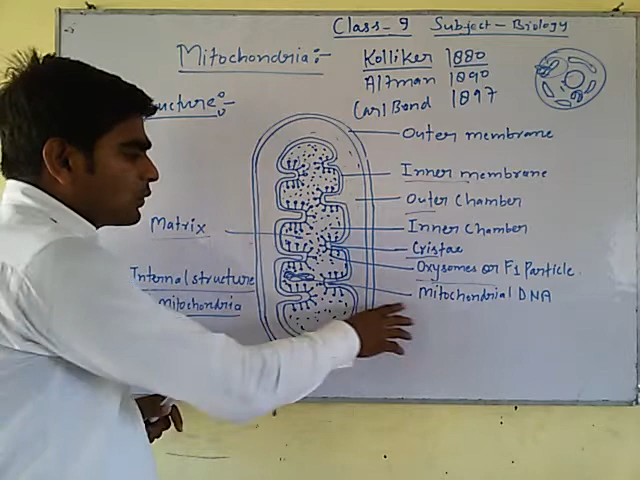 Class-9 Subject-Biology
Mitochondria:- Kolliker 1880
Altman 1890
Carl Bend 1897
ucture:-
Outer membrane
Inner membrane
Outer Chamber
Matrix
Inner Chamber
Cristae
Oxysomes or F1 Particle.
Internal structure
Mitochondria
Mitochondrial DNA